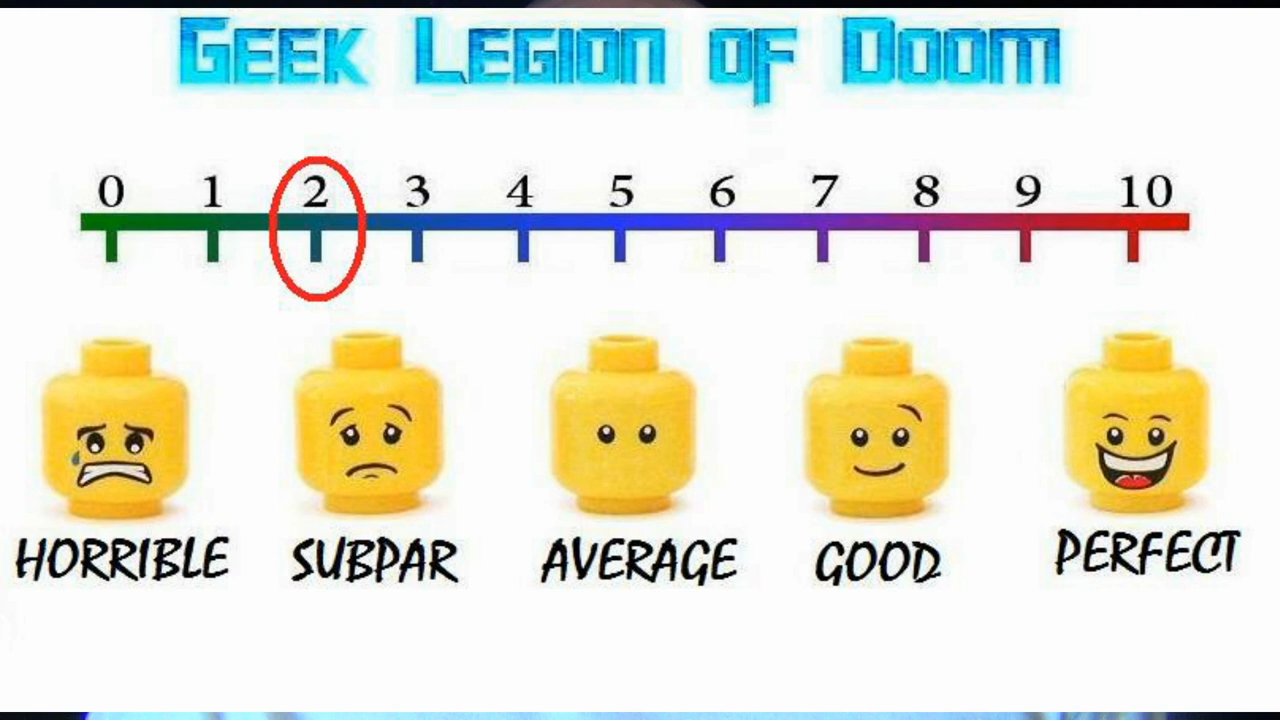 GEEK LEGION OF DOOM
0 1 2 3 4 5 6 7 8 9 10
HORRIBLE SUBPAR AVERAGE GOOD PERFECT